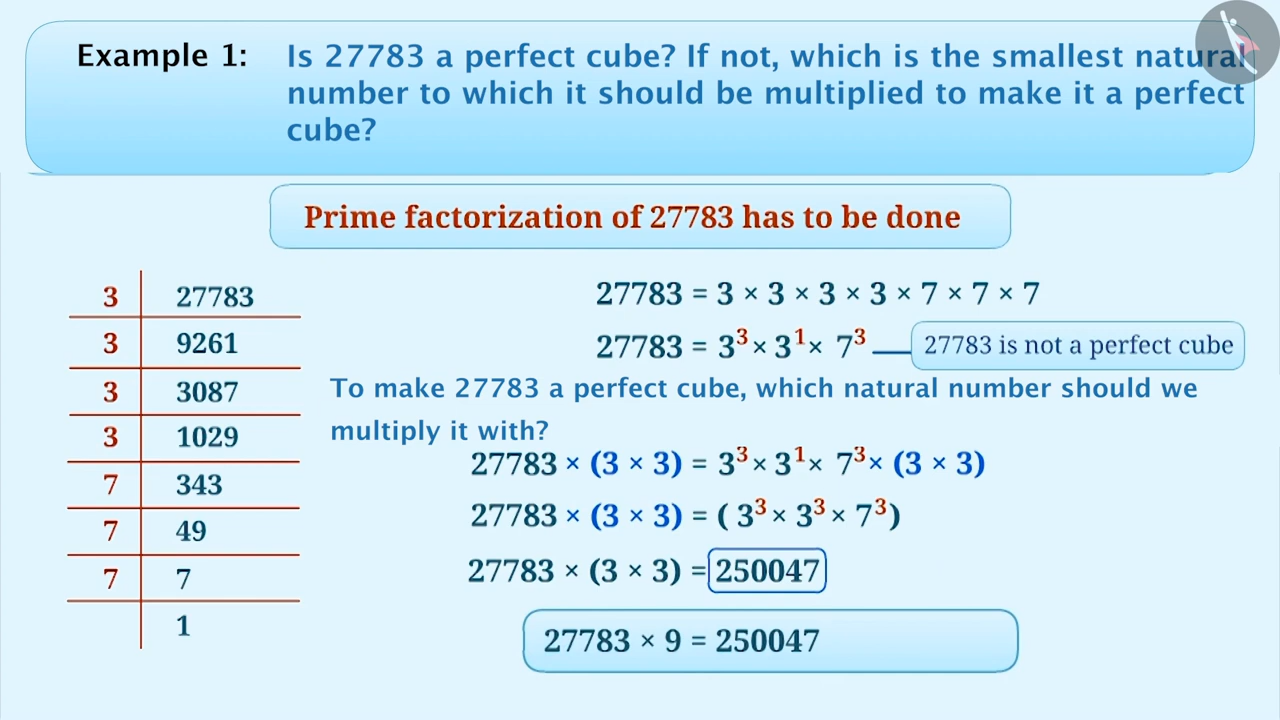 Example 1: Is 27783 a perfect cube? If not, which is the smallest natural
number to which it should be multiplied to make it a perfect
cube?
Prime factorization of 27783 has to be done
3 27783
3 9261
3 3087
3 1029
7 343
7 49
7 7
1
27783 = 3 × 3 × 3 × 3 × 7 × 7 × 7
27783 = 3³ × 3¹ × 7³ 27783 is not a perfect cube
To make 27783 a perfect cube, which natural number should we
multiply it with?
27783 × (3 × 3) = 3³ × 3¹ × 7³ × (3 × 3)
27783 × (3 × 3) = ( 3³ × 3³ × 7³ )
27783 × (3 × 3) = 250047
27783 × 9 = 250047